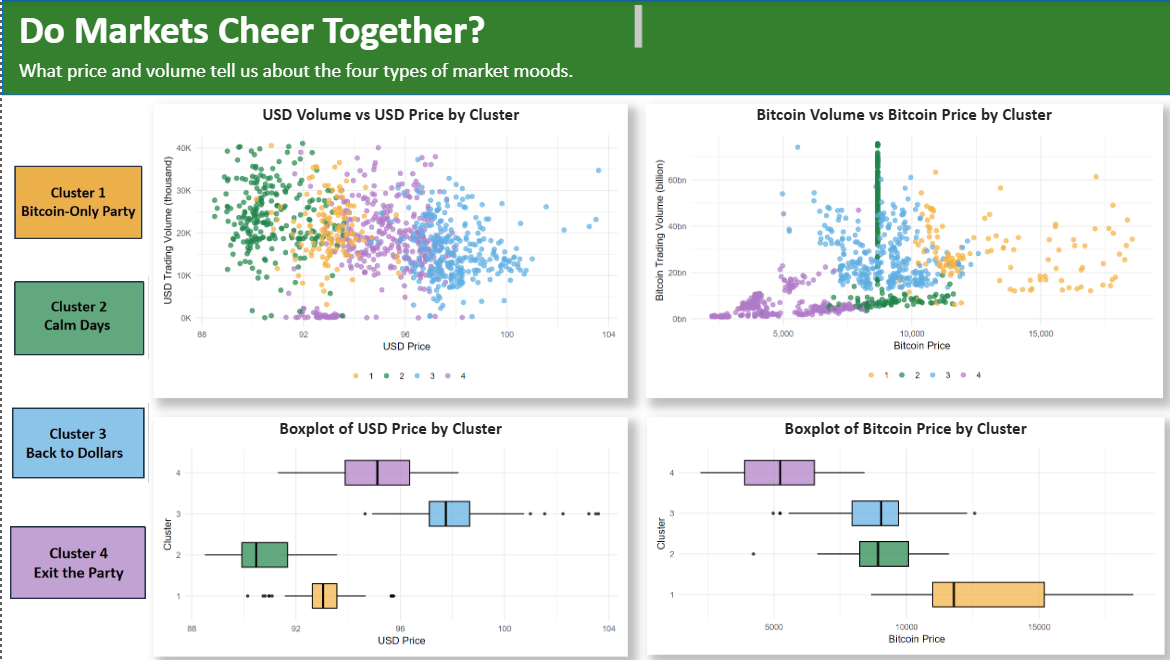 Do Markets Cheer Together?
What price and volume tell us about the four types of market moods.
Cluster 1
Bitcoin-Only Party
Cluster 2
Calm Days
Cluster 3
Back to Dollars
Cluster 4
Exit the Party
USD Volume vs USD Price by Cluster
USD Trading Volume (thousand)
40K
30K
20K
10K
0K
88 92 96 100 104
USD Price
1 2 3 4
Bitcoin Volume vs Bitcoin Price by Cluster
Bitcoin Trading Volume (billion)
60bn
40bn
20bn
0bn
5,000 10,000 15,000
Bitcoin Price
1 2 3 4
Boxplot of USD Price by Cluster
Cluster
4
3
2
1
88 92 96 100 104
USD Price
Boxplot of Bitcoin Price by Cluster
Cluster
4
3
2
1
5000 10000 15000
Bitcoin Price